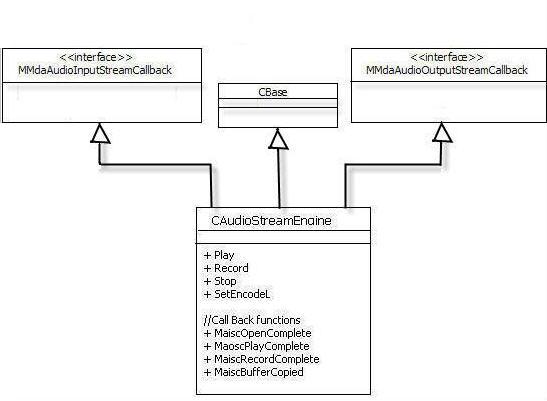 <<interface>>
MMdaAudioInputStreamCallback
<<interface>>
MMdaAudioOutputStreamCallback
CBase
CAudioStreamEngine
+ Play
+ Record
+ Stop
+ SetEncodeL
//Call Back functions
+ MaiscOpenComplete
+ MaoscPlayComplete
+ MaiscRecordComplete
+ MaiscBufferCopied